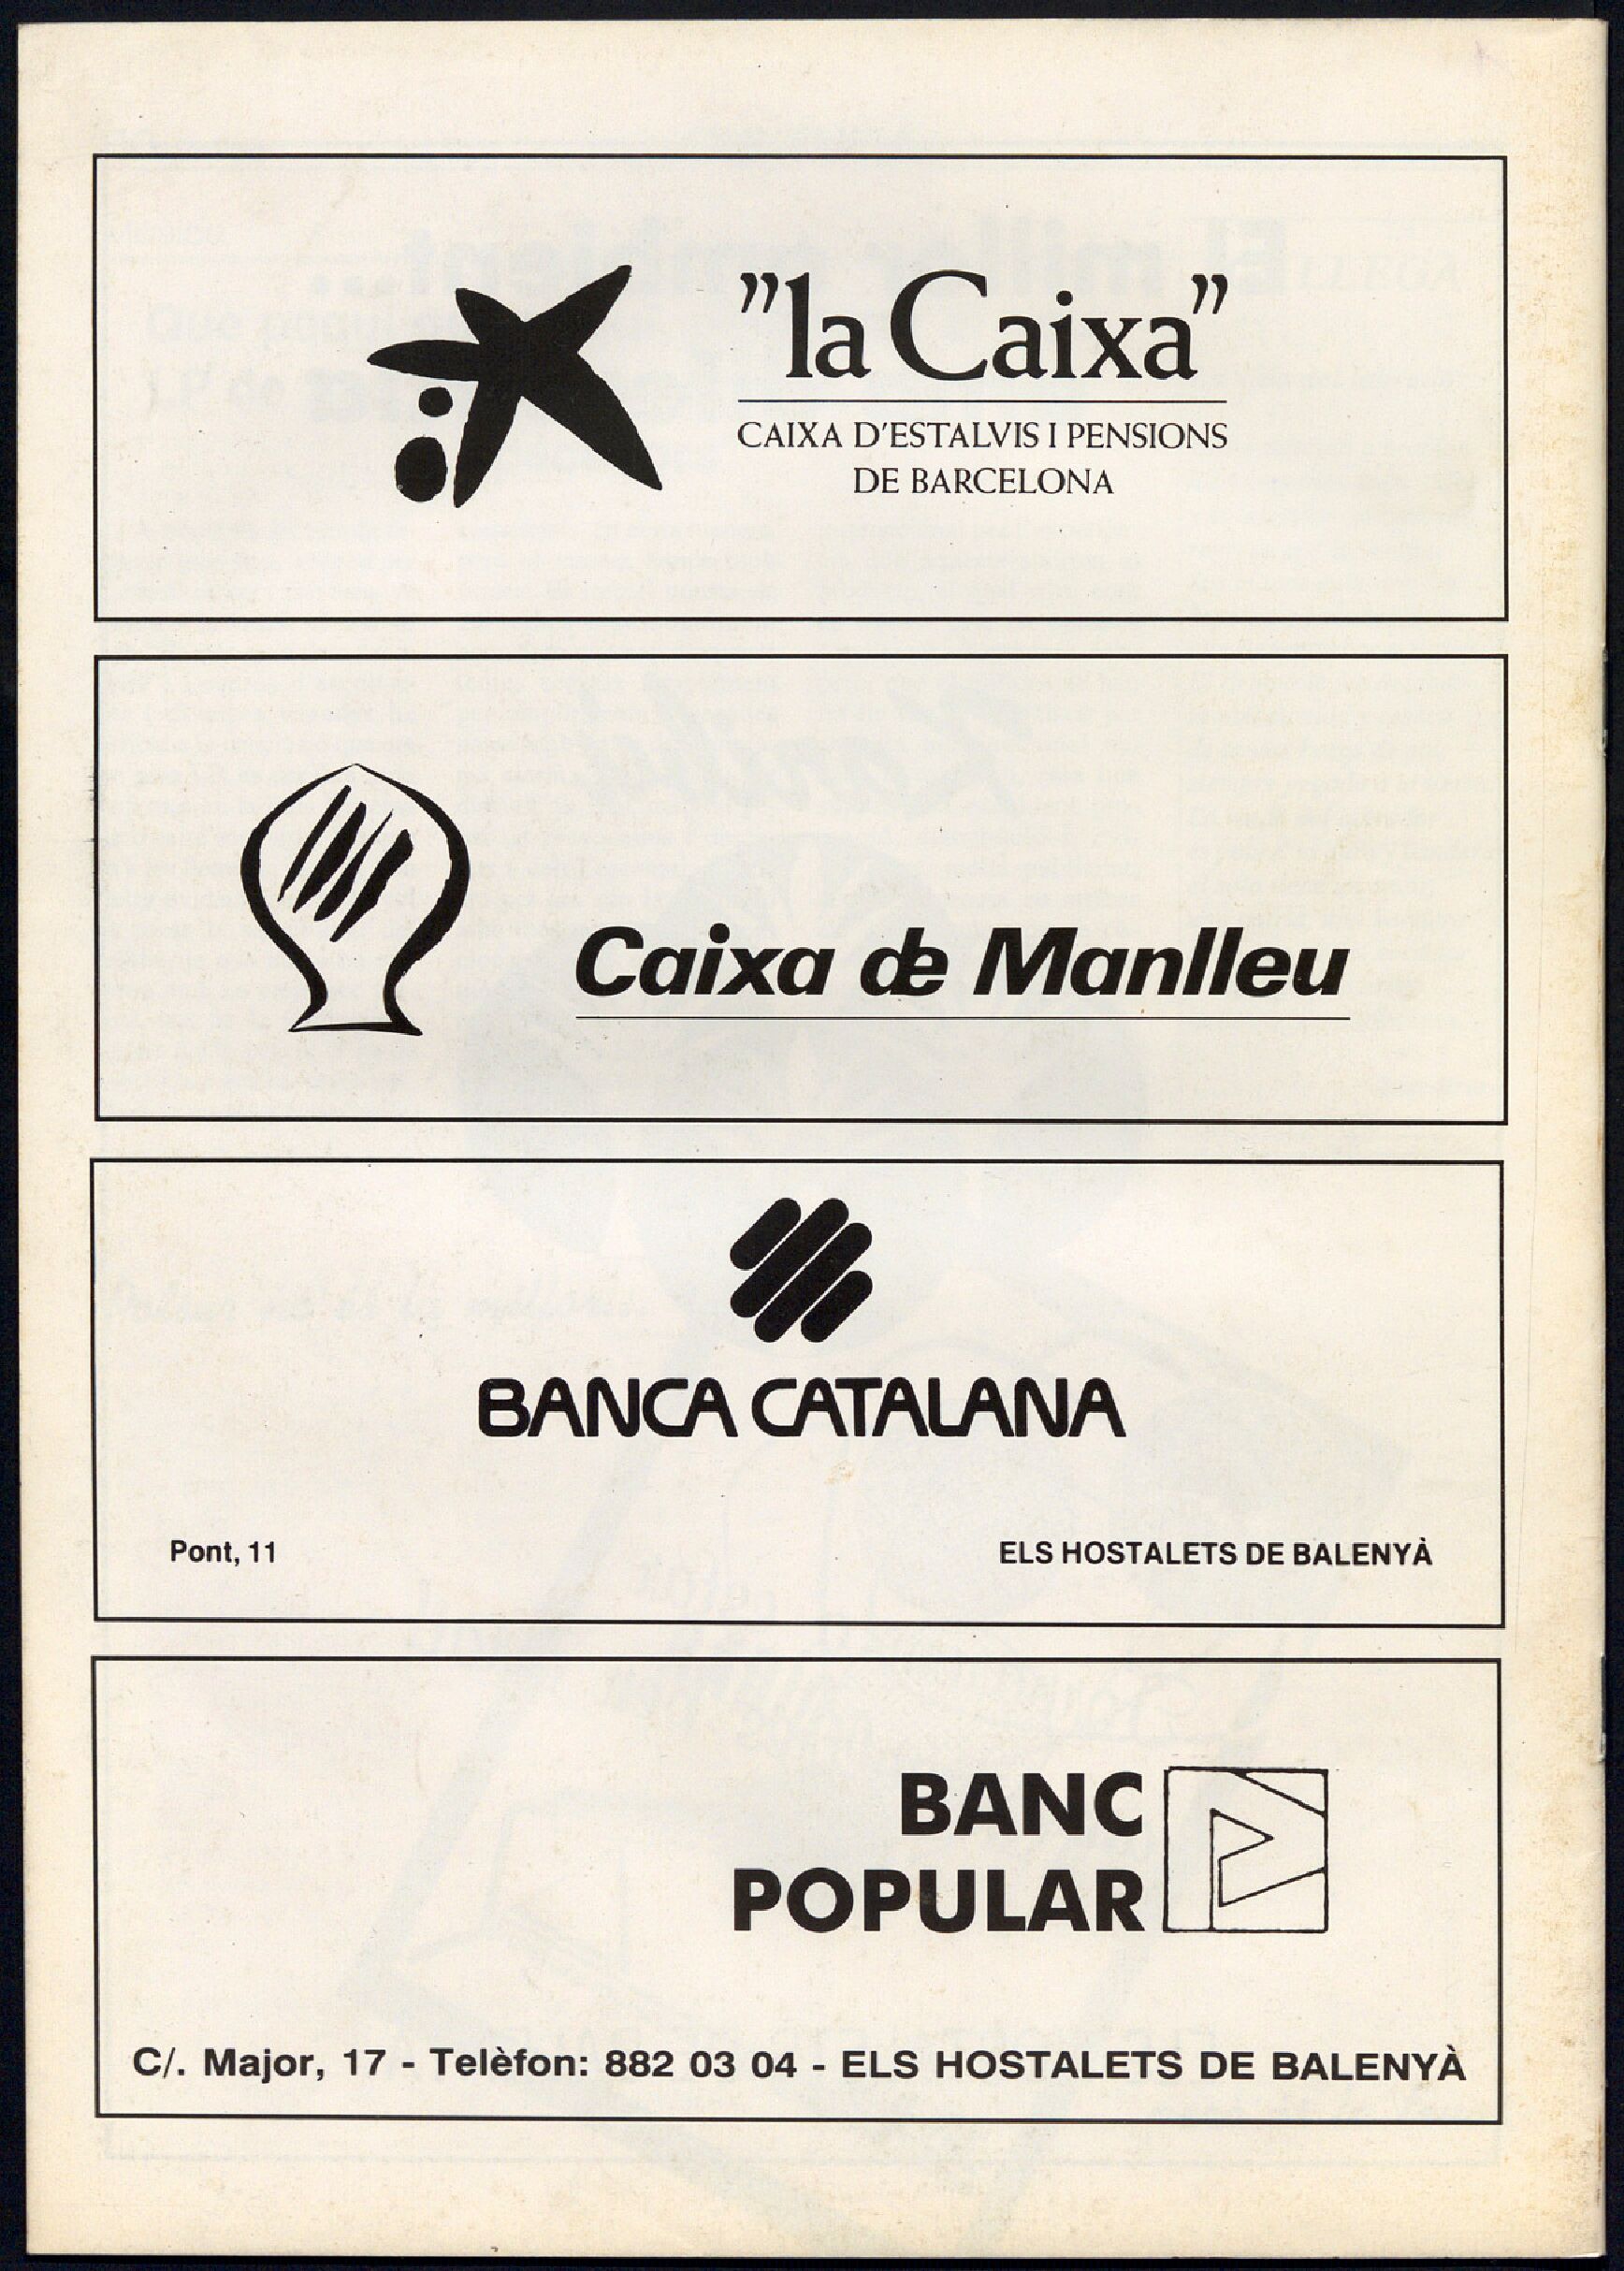 "la Caixa"
CAIXA D'ESTALVIS I PENSIONS
DE BARCELONA
Caixa de Manlleu
BANCA CATALANA
Pont, 11 ELS HOSTALETS DE BALENYÀ
BANC
POPULAR
C/. Major, 17 - Telèfon: 882 03 04 - ELS HOSTALETS DE BALENYÀ